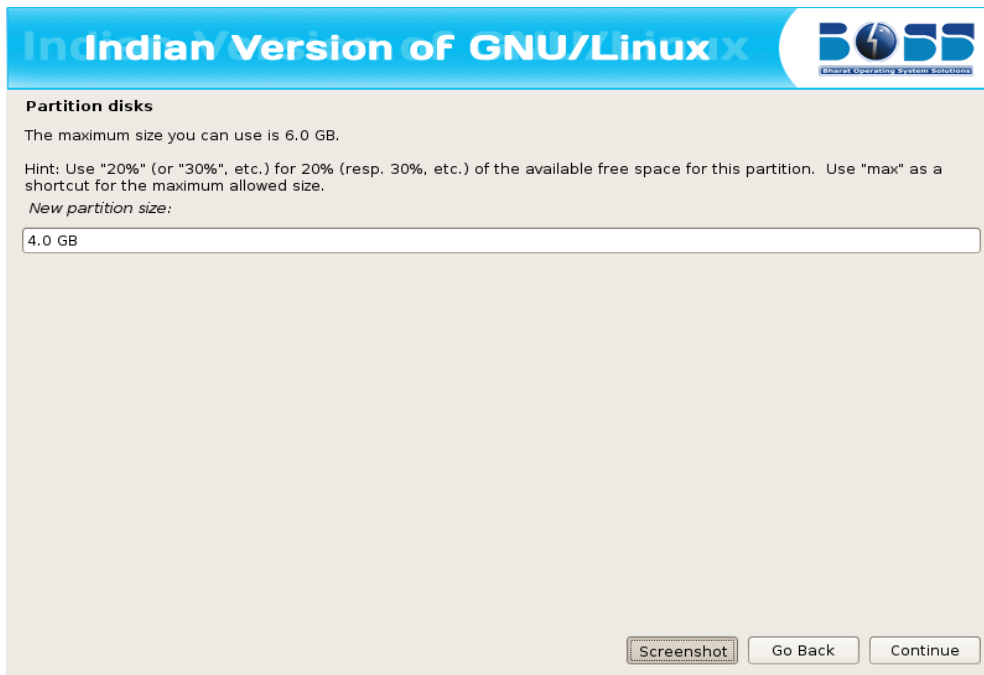 Indian Version of GNU/Linux
BOSS
Bharat Operating System Solutions
Partition disks
The maximum size you can use is 6.0 GB.
Hint: Use "20%" (or "30%", etc.) for 20% (resp. 30%, etc.) of the available free space for this partition.  Use "max" as a
shortcut for the maximum allowed size.
New partition size:
4.0 GB
Screenshot Go Back Continue